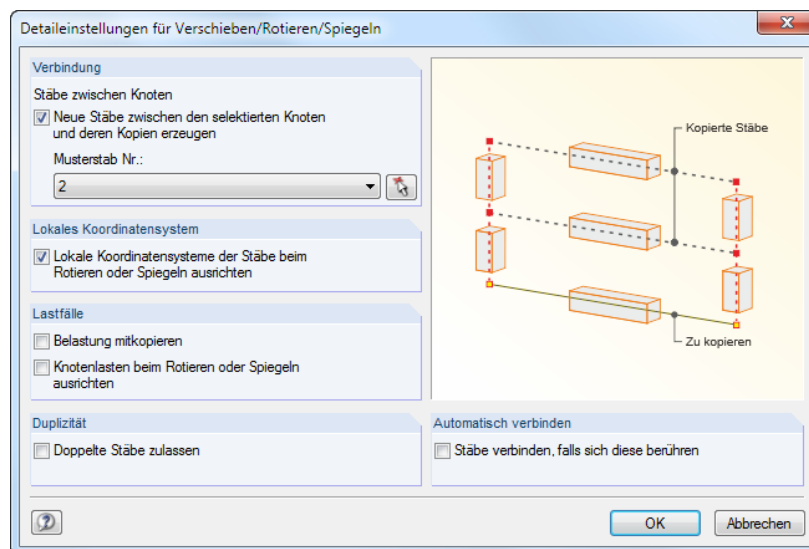 Detaileinstellungen für Verschieben/Rotieren/Spiegeln
Verbindung
Stäbe zwischen Knoten
Neue Stäbe zwischen den selektierten Knoten
und deren Kopien erzeugen
Musterstab Nr.:
2
Lokales Koordinatensystem
Lokale Koordinatensysteme der Stäbe beim
Rotieren oder Spiegeln ausrichten
Lastfälle
Belastung mitkopieren
Knotenlasten beim Rotieren oder Spiegeln
ausrichten
Kopierte Stäbe
Zu kopieren
Duplizität
Doppelte Stäbe zulassen
Automatisch verbinden
Stäbe verbinden, falls sich diese berühren
OK
Abbrechen